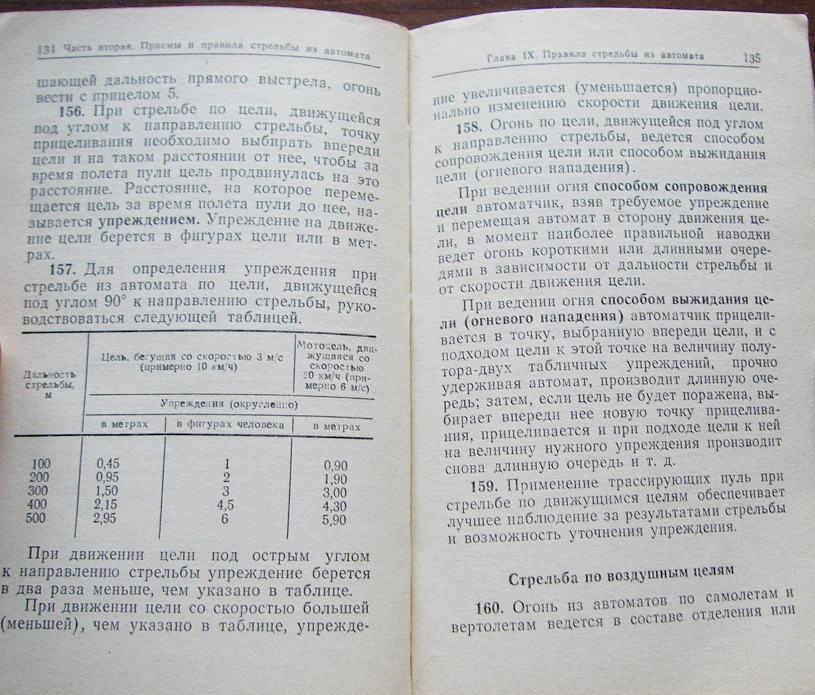 134 Часть вторая. Приемы и правила стрельбы из автомата
шающей дальность прямого выстрела, огонь
вести с прицелом 5.
156. При стрельбе по цели, движущейся
под углом к направлению стрельбы, точку
прицеливания необходимо выбирать впереди
цели и на таком расстоянии от нее, чтобы за
время полета пули цель продвинулась на это
расстояние. Расстояние, на которое переме-
щается цель за время полета пули до нее, на-
зывается упреждением. Упреждение на движе-
ние цели берется в фигурах цели или в мет-
рах.
157. Для определения упреждения при
стрельбе из автомата по цели, движущейся
под углом 90° к направлению стрельбы, руко-
водствоваться следующей таблицей.
Дальность
стрельбы,
м
Цель, бегущая со скоростью 3 м/с
(примерно 10 км/ч)
Мотоцель, дви-
жущаяся со
скоростью
20 км/ч (при-
мерно 6 м/с)
Упреждения (округленно)
в метрах в фигурах человека в метрах
100 0,45 1 0,90
200 0,95 2 1,90
300 1,50 3 3,00
400 2,15 4,5 4,30
500 2,95 6 5,90
При движении цели под острым углом
к направлению стрельбы упреждение берется
в два раза меньше, чем указано в таблице.
При движении цели со скоростью большей
(меньшей), чем указано в таблице, упрежде-
Глава IX. Правила стрельбы из автомата 135
ние увеличивается (уменьшается) пропорцио-
нально изменению скорости движения цели.
158. Огонь по цели, движущейся под углом
к направлению стрельбы, ведется способом
сопровождения цели или способом выжидания
цели (огневого нападения).
При ведении огня способом сопровождения
цели автоматчик, взяв требуемое упреждение
и перемещая автомат в сторону движения це-
ли, в момент наиболее правильной наводки
ведет огонь короткими или длинными очере-
дями в зависимости от дальности стрельбы и
от скорости движения цели.
При ведении огня способом выжидания це-
ли (огневого нападения) автоматчик прицели-
вается в точку, выбранную впереди цели, и с
подходом цели к этой точке на величину полу-
тора-двух табличных упреждений, прочно
удерживая автомат, производит длинную оче-
редь; затем, если цель не будет поражена, вы-
бирает впереди нее новую точку прицелива-
ния, прицеливается и при подходе цели к ней
на величину нужного упреждения производит
снова длинную очередь и т. д.
159. Применение трассирующих пуль при
стрельбе по движущимся целям обеспечивает
лучшее наблюдение за результатами стрельбы
и возможность уточнения упреждения.
Стрельба по воздушным целям
160. Огонь из автоматов по самолетам и
вертолетам ведется в составе отделения или